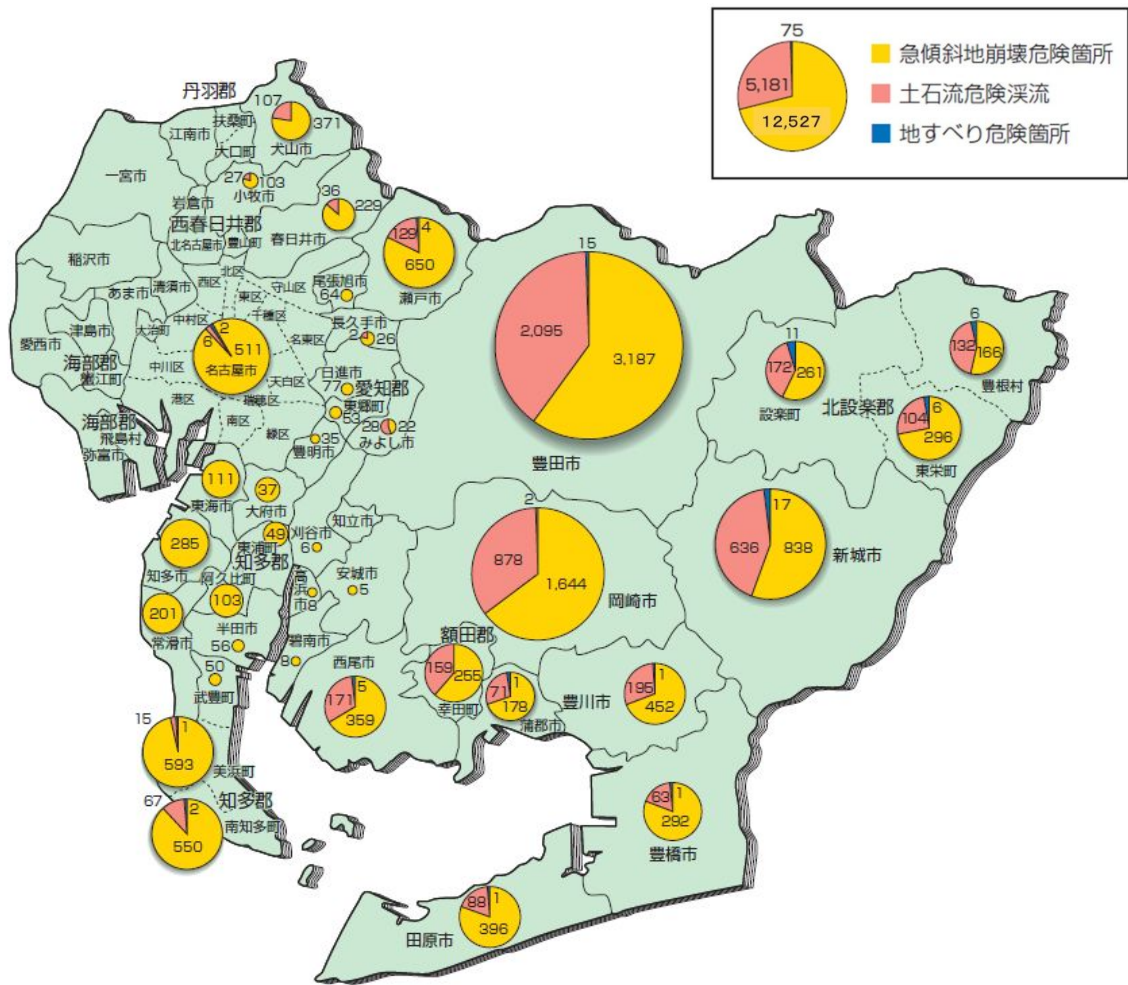 75
5,181
12,527
急傾斜地崩壊危険箇所
土石流危険渓流
地すべり危険箇所
丹羽郡
107
371
扶桑町
江南市
犬山市
大口町
一宮市
27
103
小牧市
岩倉市
36
229
西春日井郡
春日井市
北名古屋市
豊山町
129
4
650
瀬戸市
稲沢市
北区
西区
守山区
尾張旭市
64
清須市
あま市
東区
千種区
中村区
津島市
大治町
愛西市
長久手市
2
26
名東区
2
6
511
名古屋市
海部郡
蟹江町
中川区
日進市
77
天白区
愛知郡
港区
瑞穂区
東郷町
53
海部郡
飛島村
弥富市
南区
緑区
28
22
みよし市
35
豊明市
15
2,095
3,187
豊田市
11
172
261
設楽町
北設楽郡
6
132
166
豊根村
6
104
296
東栄町
17
636
838
新城市
111
東海市
37
大府市
49
東浦町
知多郡
刈谷市
6
知立市
285
知多市
阿久比町
103
高浜市
8
安城市
5
201
常滑市
半田市
56
碧南市
8
50
武豊町
2
878
1,644
岡崎市
額田郡
159
255
幸田町
西尾市
5
171
359
1
71
178
蒲郡市
1
195
452
豊川市
15
1
593
美浜町
67
2
知多郡
550
南知多町
1
63
292
豊橋市
1
88
396
田原市